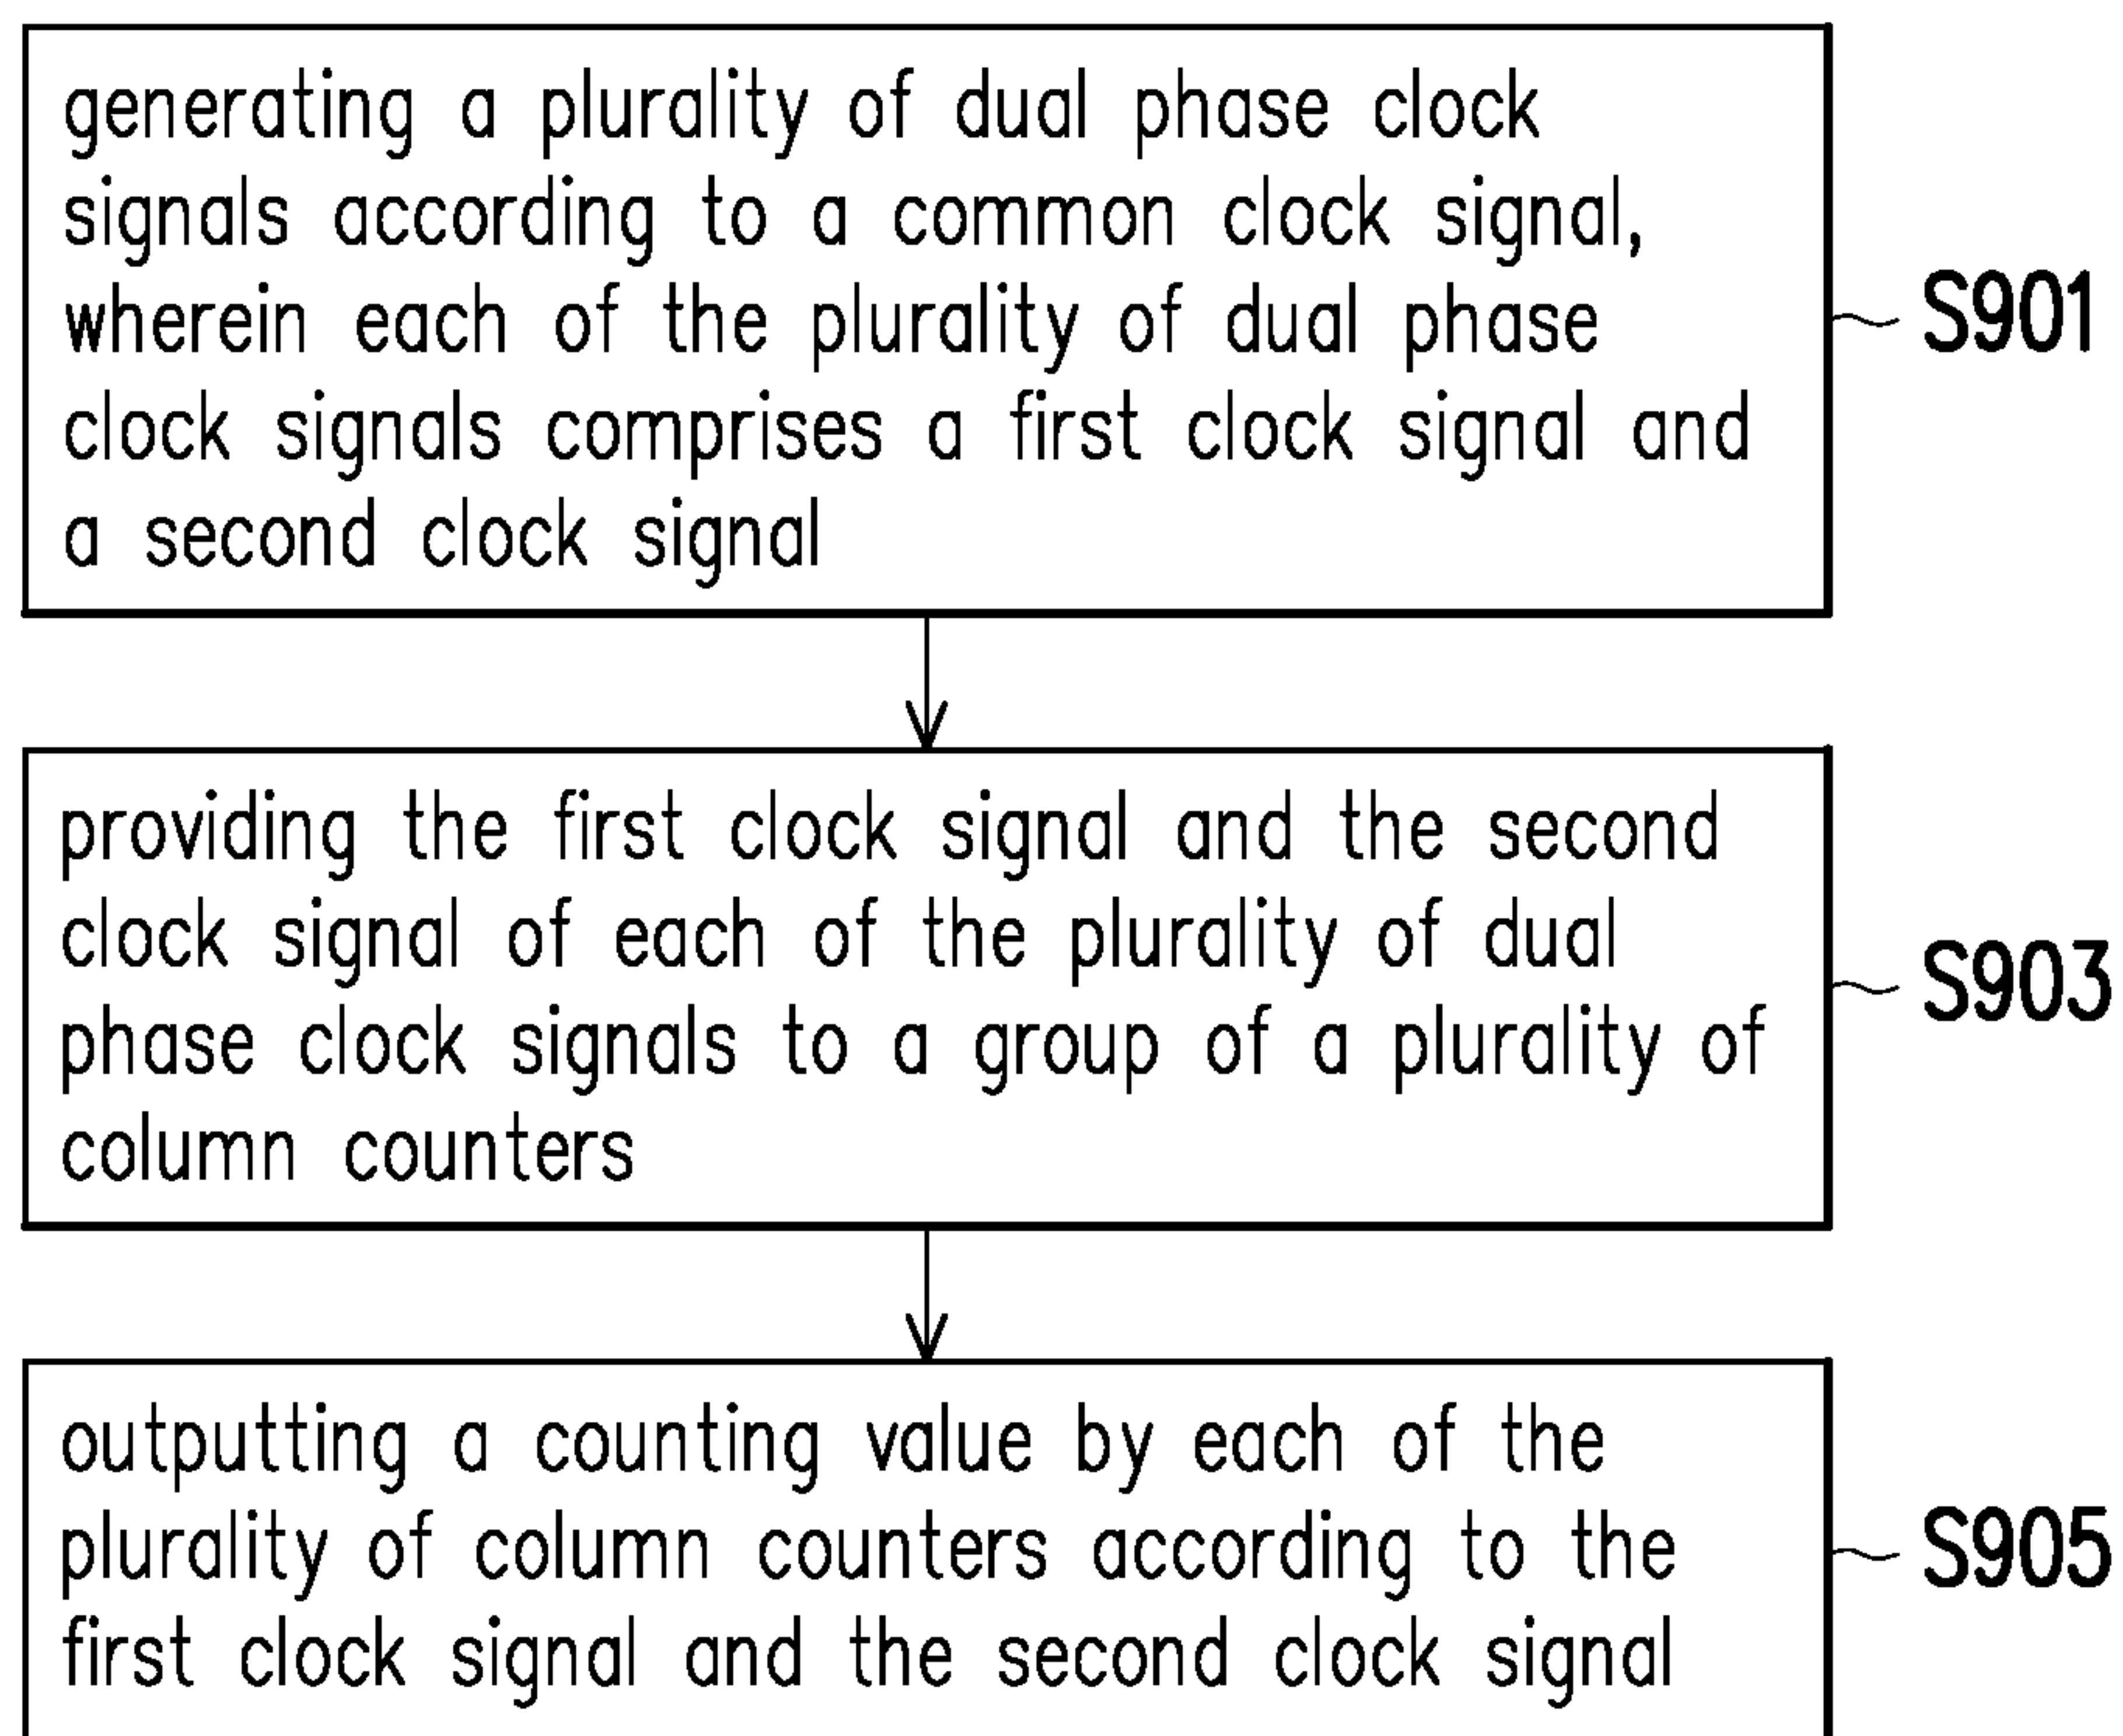 generating a plurality of dual phase clock
signals according to a common clock signal,
wherein each of the plurality of dual phase
clock signals comprises a first clock signal and
a second clock signal
S901
providing the first clock signal and the second
clock signal of each of the plurality of dual
phase clock signals to a group of a plurality of
column counters
S903
outputting a counting value by each of the
plurality of column counters according to the
first clock signal and the second clock signal
S905